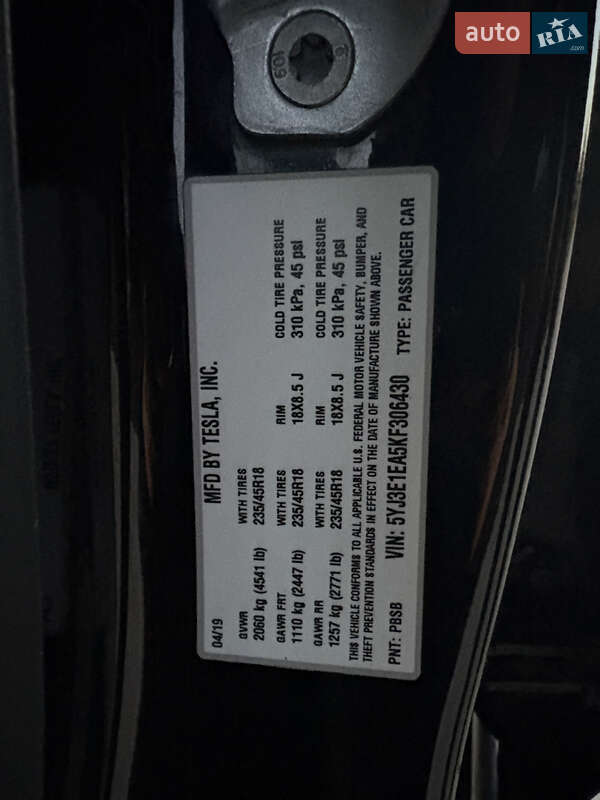 auto RIA.com
109
04/19 MFD BY TESLA, INC.
GVWR WITH TIRES
2060 kg (4541 lb) 235/45R18
GAWR FRT WITH TIRES RIM COLD TIRE PRESSURE
1110 kg (2447 lb) 235/45R18 18X8.5 J 310 kPa, 45 psi
GAWR RR WITH TIRES RIM COLD TIRE PRESSURE
1257 kg (2771 lb) 235/45R18 18X8.5 J 310 kPa, 45 psi
THIS VEHICLE CONFORMS TO ALL APPLICABLE U.S. FEDERAL MOTOR VEHICLE SAFETY, BUMPER, AND
THEFT PREVENTION STANDARDS IN EFFECT ON THE DATE OF MANUFACTURE SHOWN ABOVE.
PNT: PBSB VIN: 5YJ3E1EA5KF306430 TYPE: PASSENGER CAR